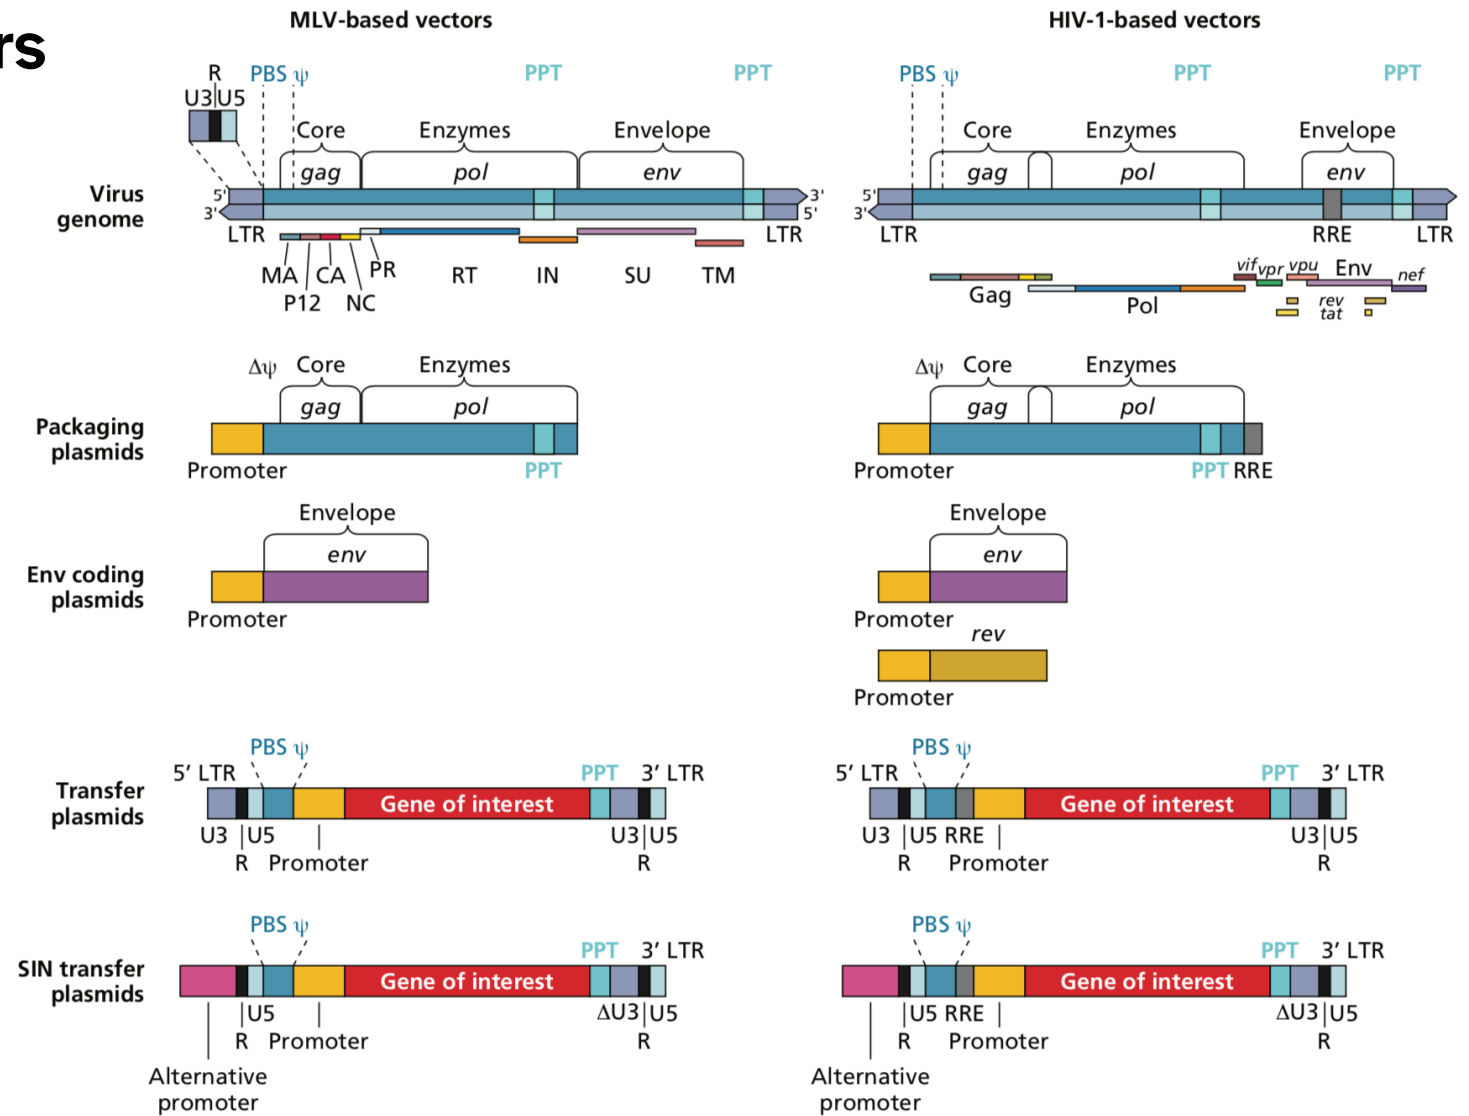 rs
MLV-based vectors
HIV-1-based vectors
R
PBS ψ
PPT
PPT
U3 U5
Core
Enzymes
Envelope
gag
pol
env
Virus
genome
5'
3'
3'
5'
LTR
LTR
MA
P12
CA
NC
PR
RT
IN
SU
TM
PBS ψ
PPT
PPT
Core
Enzymes
Envelope
gag
pol
env
5'
3'
LTR
RRE
LTR
Gag
Pol
vif
vpr
vpu
Env
nef
rev
tat
Packaging
plasmids
Δψ
Core
Enzymes
gag
pol
Promoter
PPT
Δψ
Core
Enzymes
gag
pol
Promoter
PPT RRE
Env coding
plasmids
Envelope
env
Promoter
Envelope
env
Promoter
rev
Promoter
Transfer
plasmids
PBS ψ
5′ LTR
PPT
3′ LTR
Gene of interest
U3
U5
U3
U5
R
Promoter
R
PBS ψ
5′ LTR
PPT
3′ LTR
Gene of interest
U3
U5 RRE
U3
U5
R
Promoter
R
SIN transfer
plasmids
PBS ψ
PPT
3′ LTR
Gene of interest
U5
ΔU3
U5
R
Promoter
R
Alternative
promoter
PBS ψ
PPT
3′ LTR
Gene of interest
U5 RRE
ΔU3
U5
R
Promoter
R
Alternative
promoter